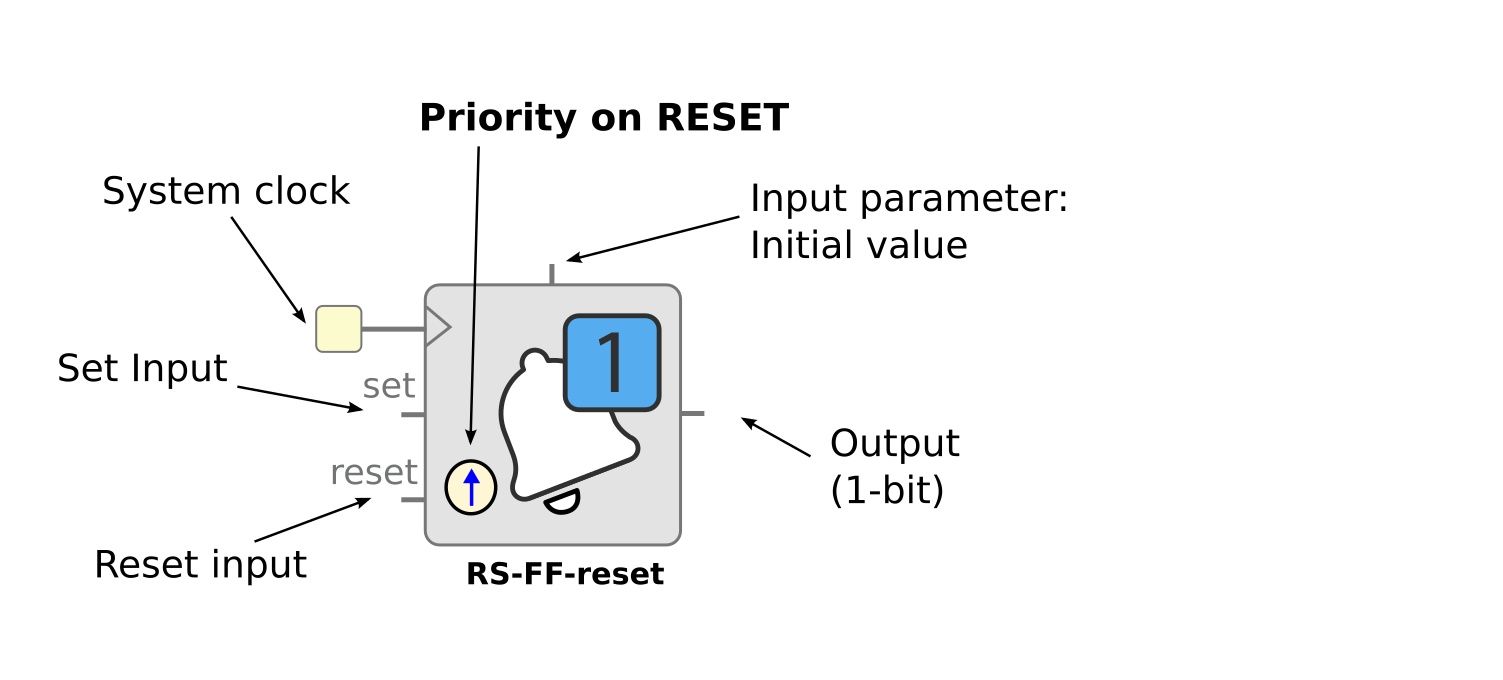 Priority on RESET
System clock
Input parameter:
Initial value
Set Input
set
1
reset
Output
(1-bit)
Reset input
RS-FF-reset